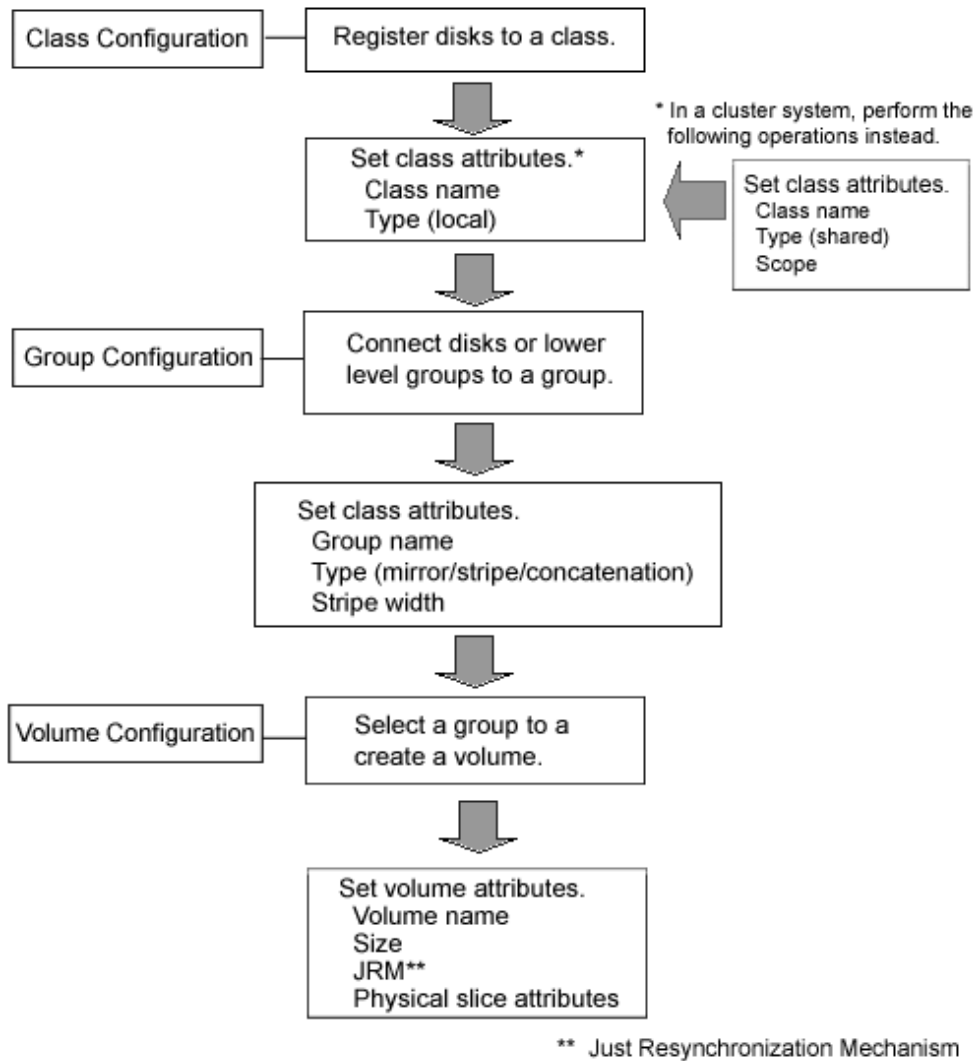 Class Configuration
Register disks to a class.
* In a cluster system, perform the
following operations instead.
Set class attributes.*
Class name
Type (local)
Set class attributes.
Class name
Type (shared)
Scope
Group Configuration
Connect disks or lower
level groups to a group.
Set class attributes.
Group name
Type (mirror/stripe/concatenation)
Stripe width
Volume Configuration
Select a group to a
create a volume.
Set volume attributes.
Volume name
Size
JRM**
Physical slice attributes
** Just Resynchronization Mechanism